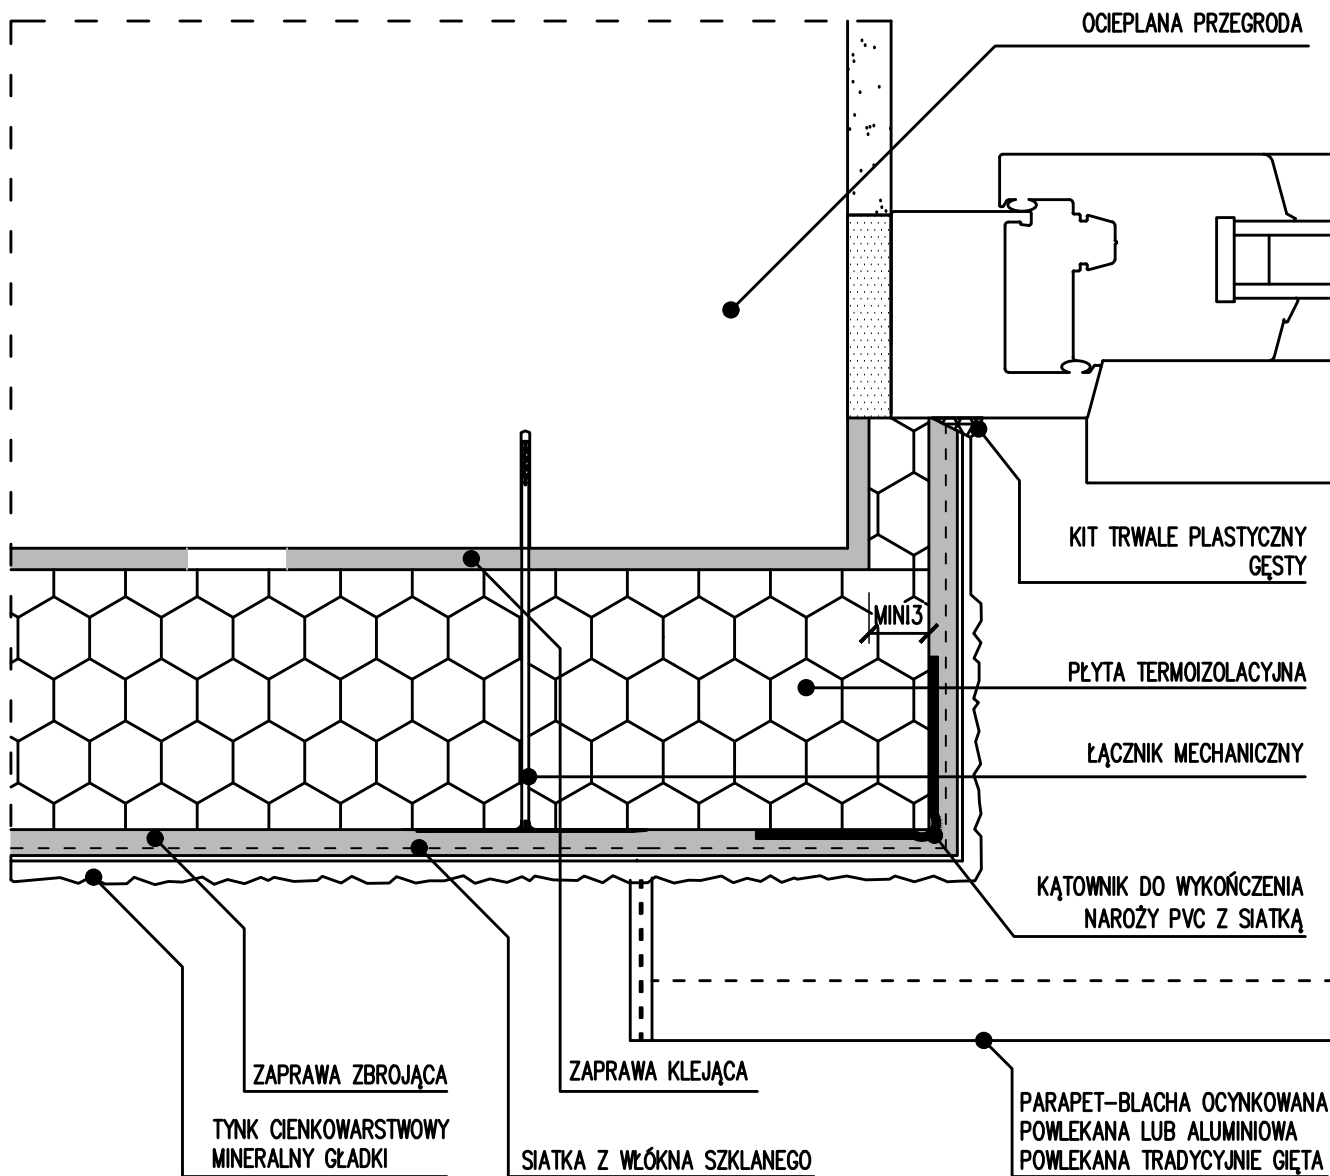 OCIEPLANA PRZEGRODA
KIT TRWALE PLASTYCZNY
GĘSTY
MIN13
PŁYTA TERMOIZOLACYJNA
ŁĄCZNIK MECHANICZNY
KĄTOWNIK DO WYKOŃCZENIA
NAROŻY PVC Z SIATKĄ
ZAPRAWA ZBROJĄCA
ZAPRAWA KLEJĄCA
TYNK CIENKOWARSTWOWY
MINERALNY GŁADKI
SIATKA Z WŁÓKNA SZKLANEGO
PARAPET-BLACHA OCYNKOWANA
POWLEKANA LUB ALUMINIOWA
POWLEKANA TRADYCYJNIE GIĘTA